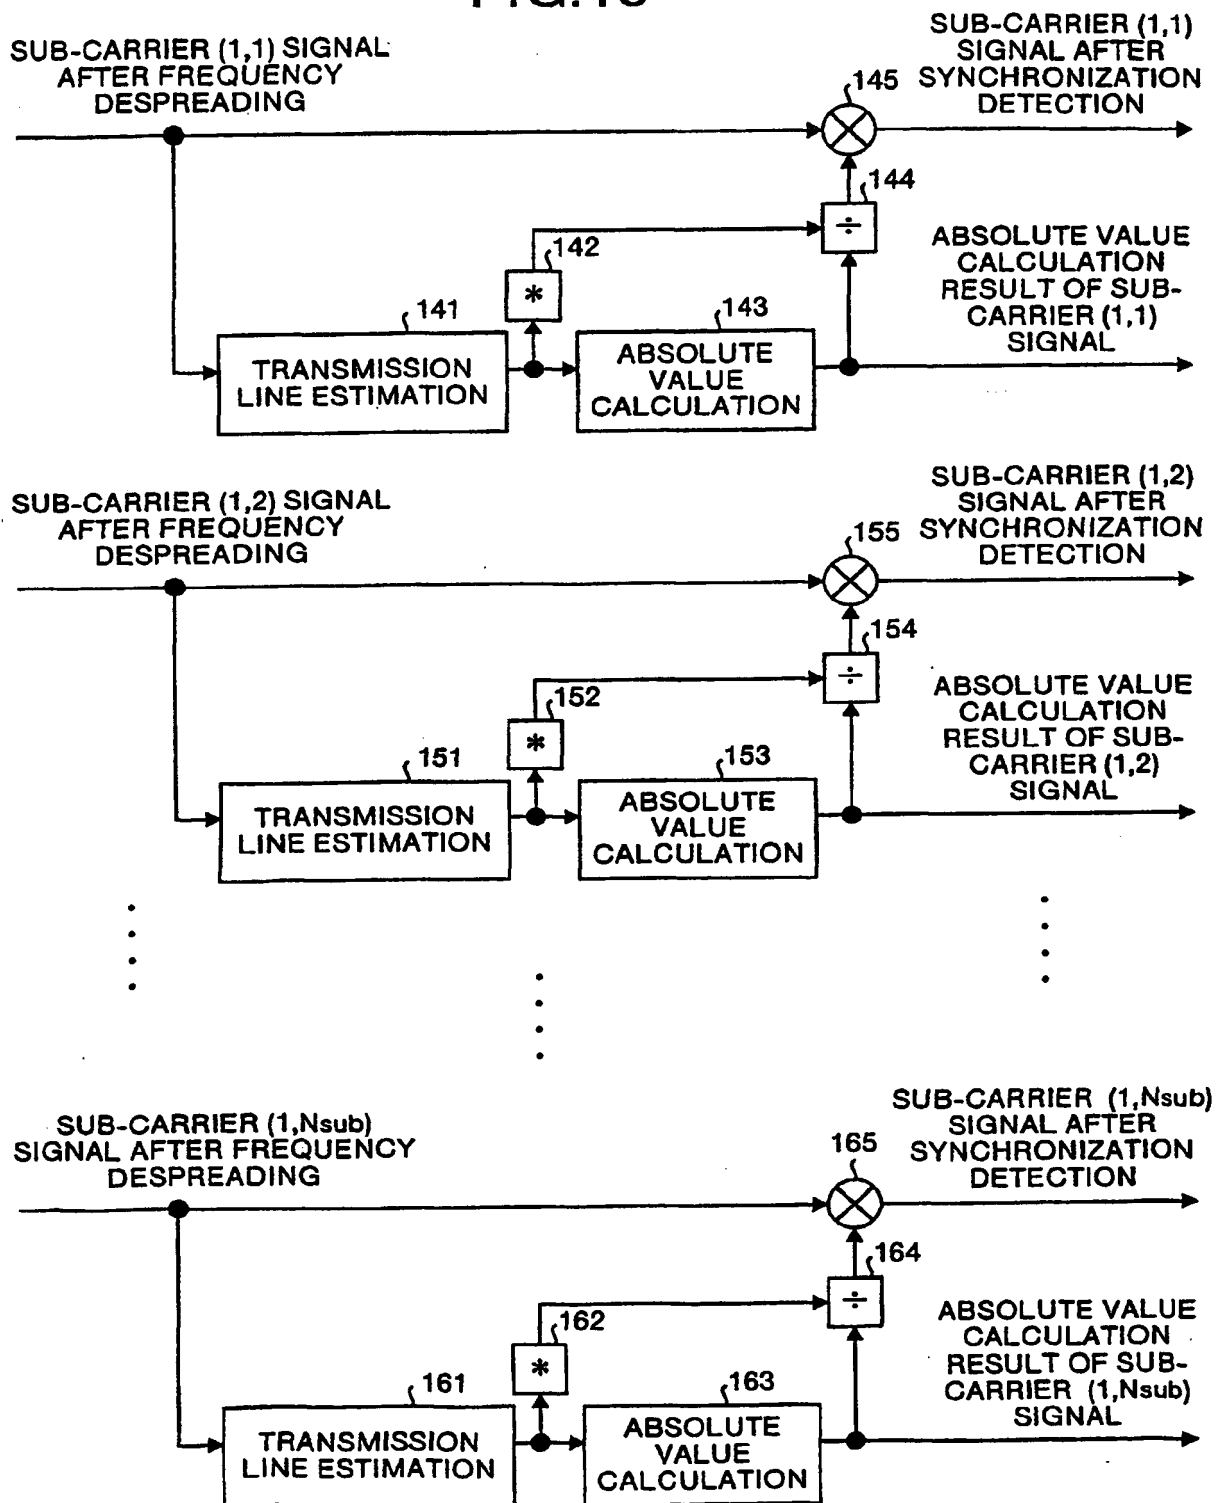 SUB-CARRIER (1,1) SIGNAL
AFTER FREQUENCY
DESPREADING
145
SUB-CARRIER (1,1)
SIGNAL AFTER
SYNCHRONIZATION
DETECTION
144
÷
142
*
141
TRANSMISSION
LINE ESTIMATION
143
ABSOLUTE
VALUE
CALCULATION
ABSOLUTE VALUE
CALCULATION
RESULT OF SUB-
CARRIER (1,1)
SIGNAL
SUB-CARRIER (1,2) SIGNAL
AFTER FREQUENCY
DESPREADING
155
SUB-CARRIER (1,2)
SIGNAL AFTER
SYNCHRONIZATION
DETECTION
154
÷
152
*
151
TRANSMISSION
LINE ESTIMATION
153
ABSOLUTE
VALUE
CALCULATION
ABSOLUTE VALUE
CALCULATION
RESULT OF SUB-
CARRIER (1,2)
SIGNAL
SUB-CARRIER (1,Nsub)
SIGNAL AFTER FREQUENCY
DESPREADING
165
SUB-CARRIER (1,Nsub)
SIGNAL AFTER
SYNCHRONIZATION
DETECTION
164
÷
162
*
161
TRANSMISSION
LINE ESTIMATION
163
ABSOLUTE
VALUE
CALCULATION
ABSOLUTE VALUE
CALCULATION
RESULT OF SUB-
CARRIER (1,Nsub)
SIGNAL